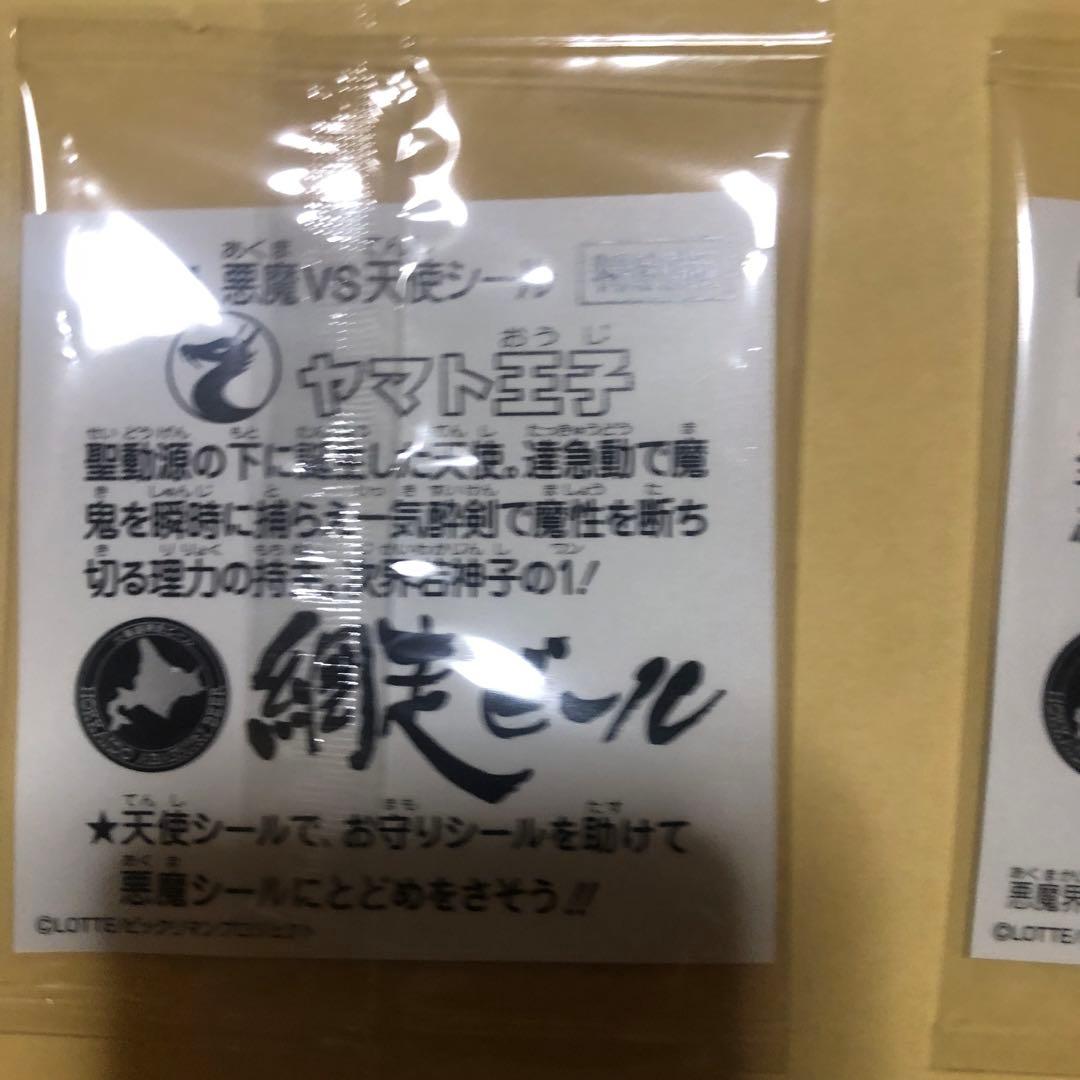 悪魔VS天使シール
ヤマト王子
聖動源の下に誕生した天使。達急動で魔
鬼を瞬時に捕らえ一気酔剣で魔性を断ち
切る理力の持主。次界若神子の1!
網走ビール
★天使シールで、お守りシールを助けて
悪魔シールにとどめをさそう!!
©LOTTE/ビックリマンプロジェクト
悪魔界
©LOTTE/